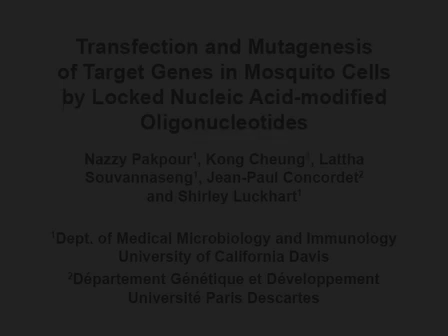 Transfection and Mutagenesis
of Target Genes in Mosquito Cells
by Locked Nucleic Acid-modified
Oligonucleotides
Nazzy Pakpour¹, Kong Cheung¹, Lattha
Souvannaseng¹, Jean-Paul Concordet²
and Shirley Luckhart¹
¹Dept. of Medical Microbiology and Immunology
University of California Davis
²Département Génétique et Développement
Université Paris Descartes